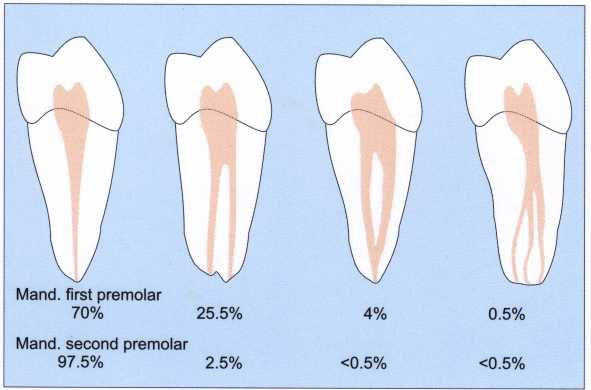 Mand. first premolar
70% 25.5% 4% 0.5%
Mand. second premolar
97.5% 2.5% <0.5% <0.5%